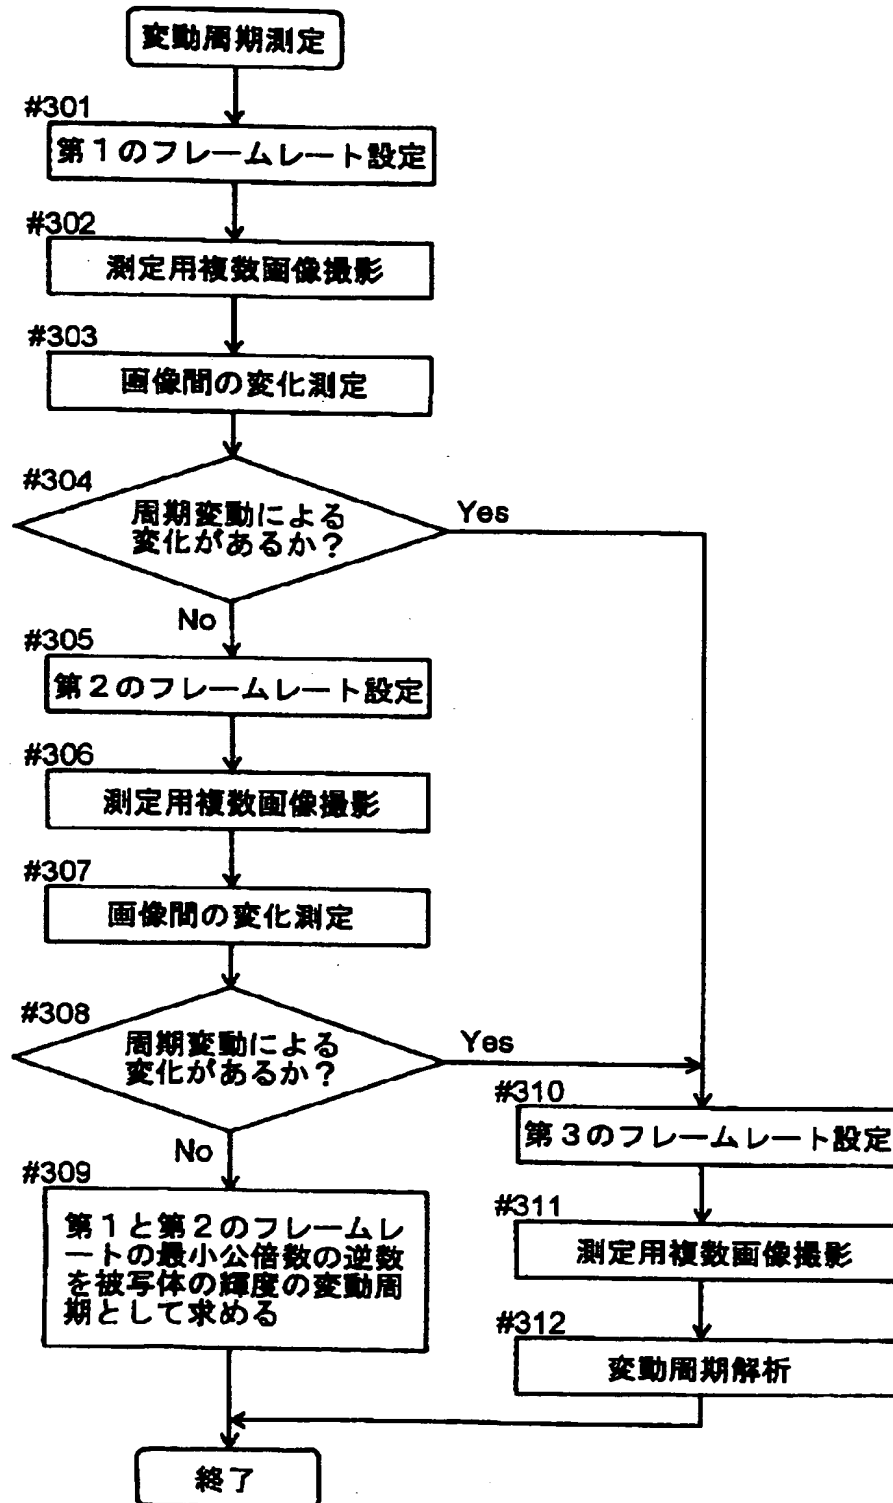 変動周期測定
#301
第1のフレームレート設定
#302
測定用複数画像撮影
#303
画像間の変化測定
#304
周期変動による
変化があるか?
Yes
No
#305
第2のフレームレート設定
#306
測定用複数画像撮影
#307
画像間の変化測定
#308
周期変動による
変化があるか?
Yes
No
#309
第1と第2のフレームレ
ートの最小公倍数の逆数
を被写体の輝度の変動周
期として求める
#310
第3のフレームレート設定
#311
測定用複数画像撮影
#312
変動周期解析
終了